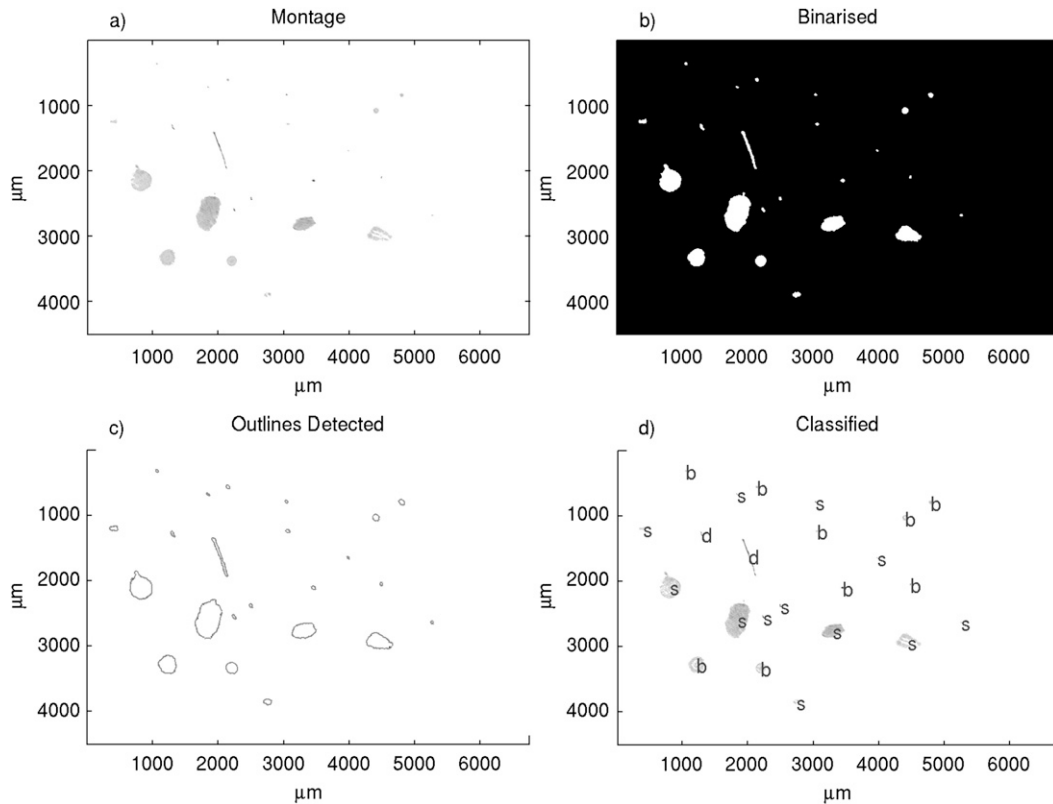 a) Montage
1000
2000
3000
4000
μm
1000 2000 3000 4000 5000 6000
μm
b) Binarised
1000
2000
3000
4000
μm
1000 2000 3000 4000 5000 6000
μm
c) Outlines Detected
1000
2000
3000
4000
μm
1000 2000 3000 4000 5000 6000
μm
d) Classified
b
s b s b
s d b b
d s
s b b
s s s s s s
b b
s
1000
2000
3000
4000
μm
1000 2000 3000 4000 5000 6000
μm